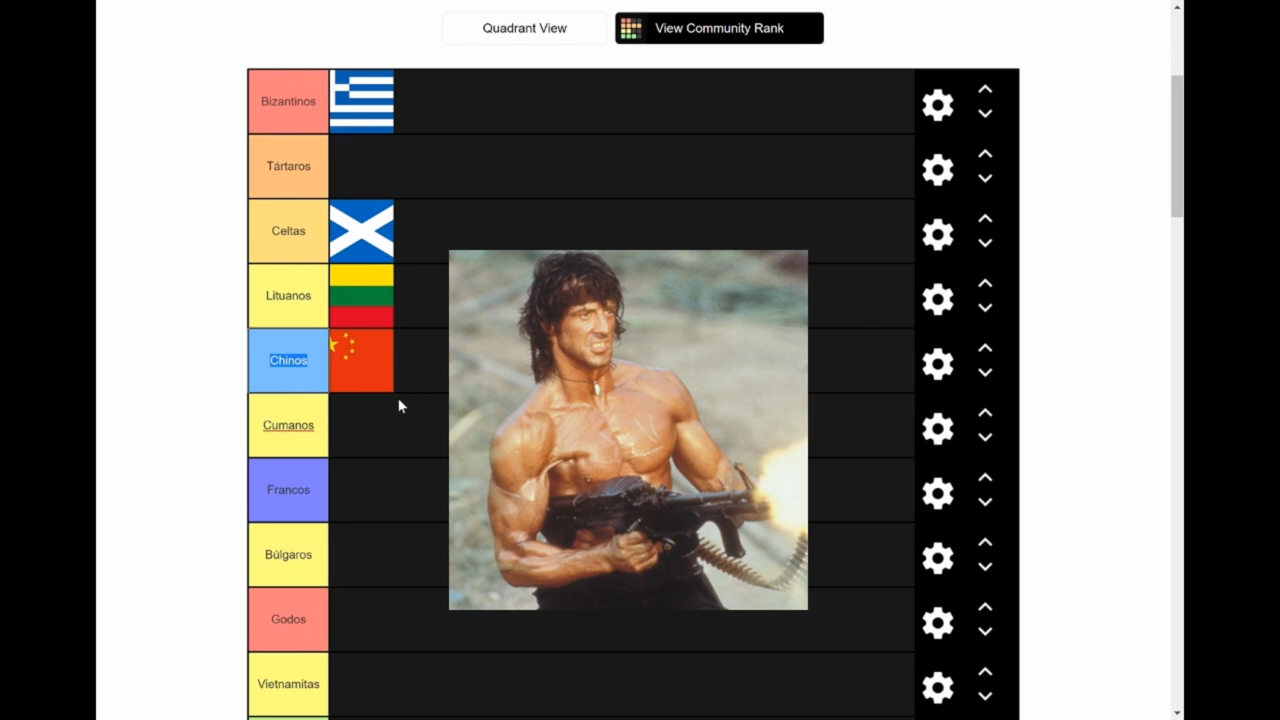 Quadrant View
View Community Rank
Bizantinos
Tártaros
Celtas
Lituanos
Chinos
Cumanos
Francos
Búlgaros
Godos
Vietnamitas